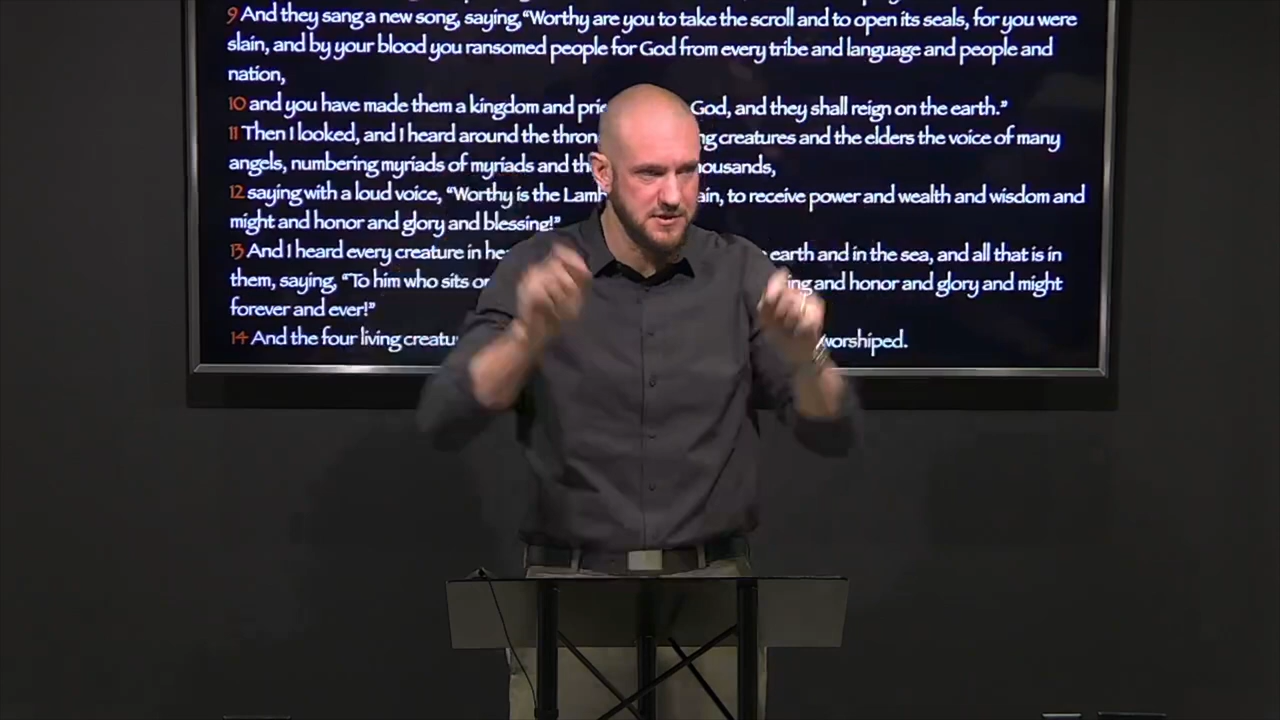 9 And they sang a new song, saying, “Worthy are you to take the scroll and to open its seals, for you were
slain, and by your blood you ransomed people for God from every tribe and language and people and
nation,
10 and you have made them a kingdom and God, and they shall reign on the earth.”
11 Then I looked, and I heard around the creatures and the elders the voice of many
angels, numbering myriads of myriads and
12 saying with a loud voice, “Worthy is the Lamb to receive power and wealth and wisdom and
might and honor and glory and blessing!”
13 And I heard every creature in earth and in the sea, and all that is in
them, saying, “To him who sits and honor and glory and might
forever and ever!”
14 And the four living worshiped.